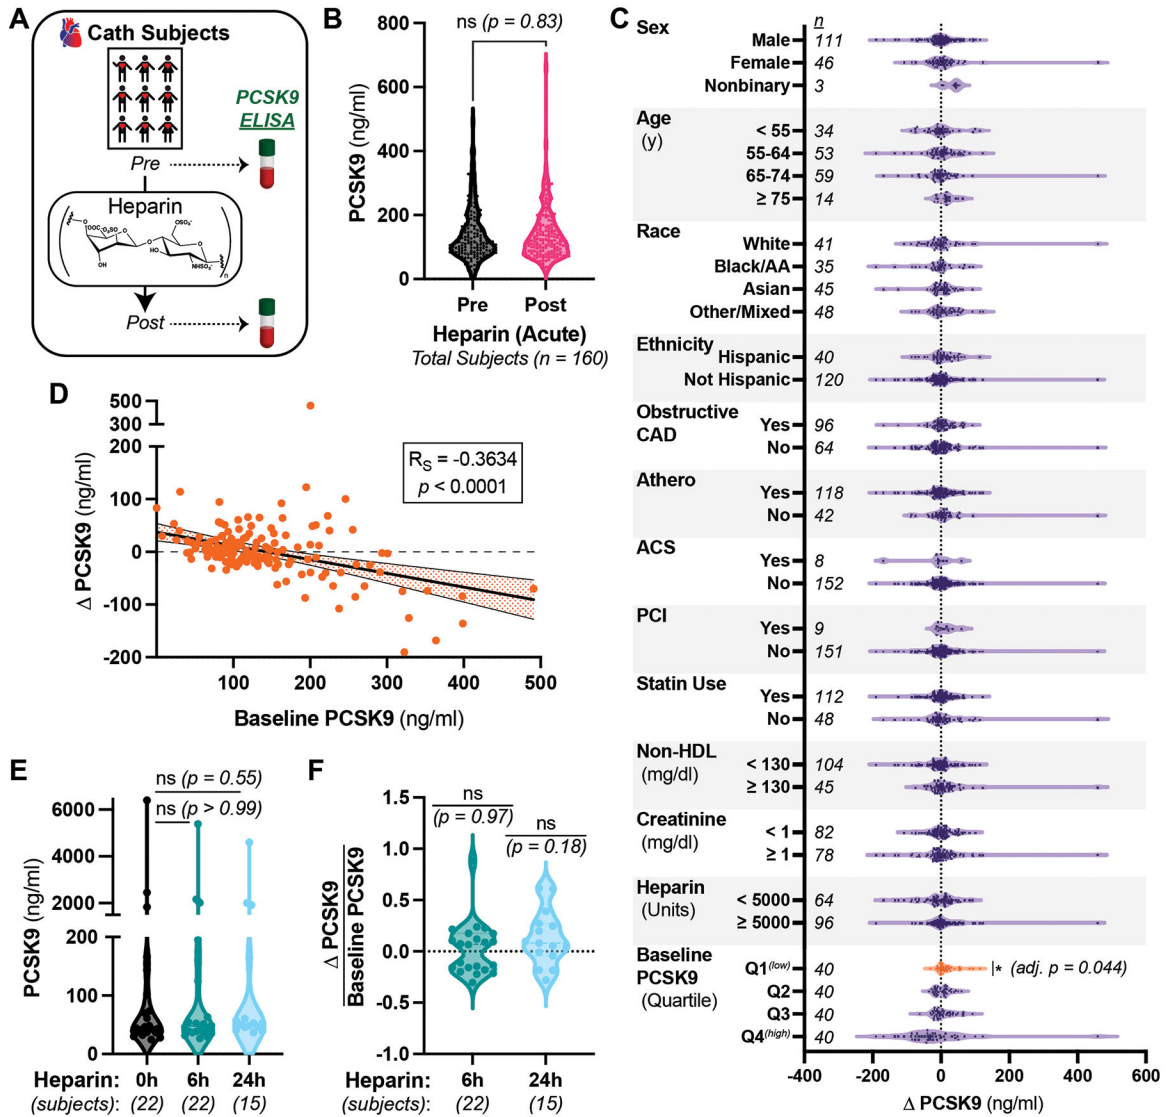 A
Cath Subjects
PCSK9
ELISA
Pre
Heparin
OOC
OSO₃⁻
OSO₃⁻
O
O
O
HO
OH
NHSO₃⁻
n
Post
B
ns (p = 0.83)
PCSK9 (ng/ml)
800
600
400
200
0
Pre Post
Heparin (Acute)
Total Subjects (n = 160)
C
n
Sex
Male 111
Female 46
Nonbinary 3
Age
(y)
< 55 34
55-64 53
65-74 59
≥ 75 14
Race
White 41
Black/AA 35
Asian 45
Other/Mixed 48
Ethnicity
Hispanic 40
Not Hispanic 120
Obstructive
CAD
Yes 96
No 64
Athero
Yes 118
No 42
ACS
Yes 8
No 152
PCI
Yes 9
No 151
Statin Use
Yes 112
No 48
Non-HDL
(mg/dl)
< 130 104
≥ 130 45
Creatinine
(mg/dl)
< 1 82
≥ 1 78
Heparin
(Units)
< 5000 64
≥ 5000 96
Baseline
PCSK9
(Quartile)
Q1(low) 40 * (adj. p = 0.044)
Q2 40
Q3 40
Q4(high) 40
-400 -200 0 200 400 600
Δ PCSK9 (ng/ml)
D
Δ PCSK9 (ng/ml)
500
300
200
100
0
-100
-200
R_S = -0.3634
p < 0.0001
100 200 300 400 500
Baseline PCSK9 (ng/ml)
E
ns (p = 0.55)
ns (p > 0.99)
PCSK9 (ng/ml)
6000
4000
2000
200
100
0
Heparin: 0h 6h 24h
(subjects): (22) (22) (15)
F
Δ PCSK9
Baseline PCSK9
1.5
1.0
0.5
0.0
-0.5
-1.0
ns
(p = 0.97)
ns
(p = 0.18)
Heparin: 6h 24h
(subjects): (22) (15)